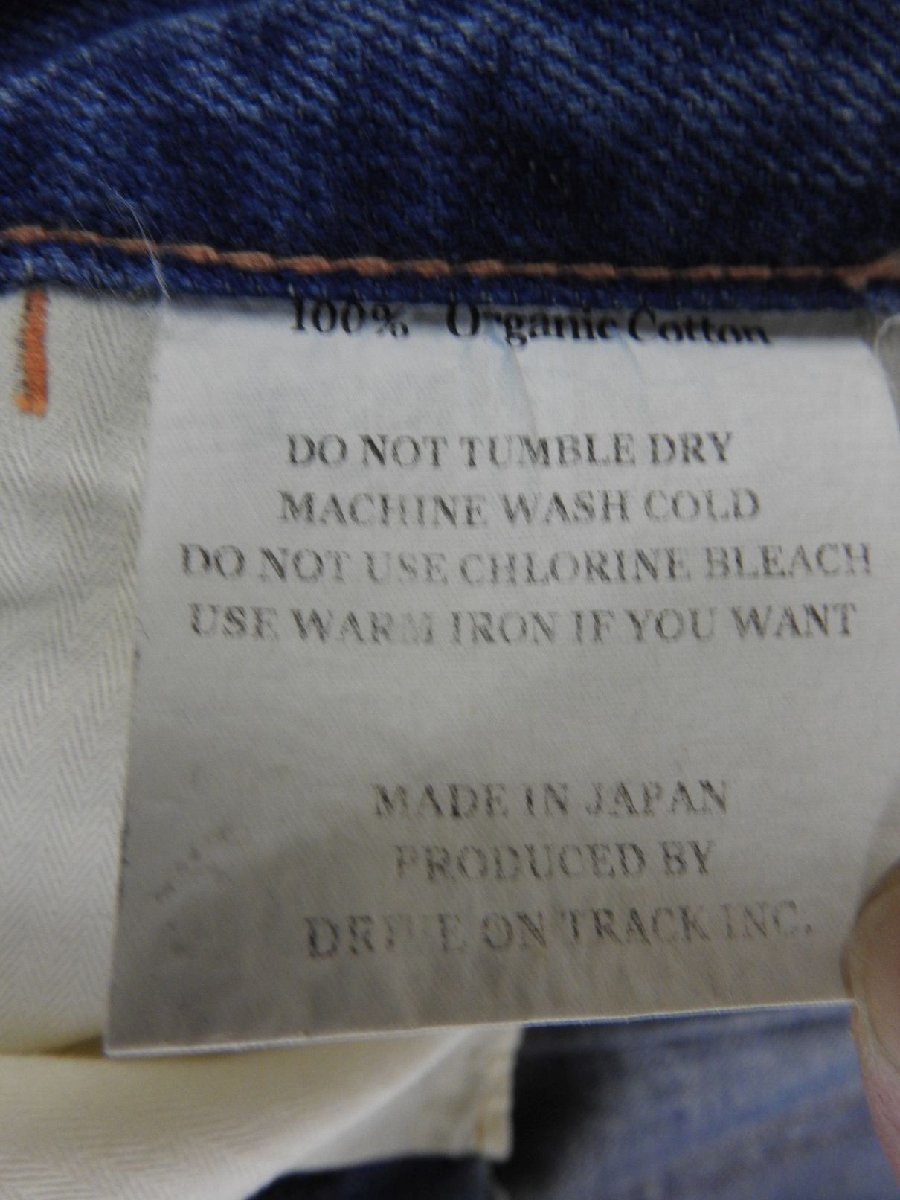 100% Organic Cotton
DO NOT TUMBLE DRY
MACHINE WASH COLD
DO NOT USE CHLORINE BLEACH
USE WARM IRON IF YOU WANT
MADE IN JAPAN
PRODUCED BY
ON TRACK INC.